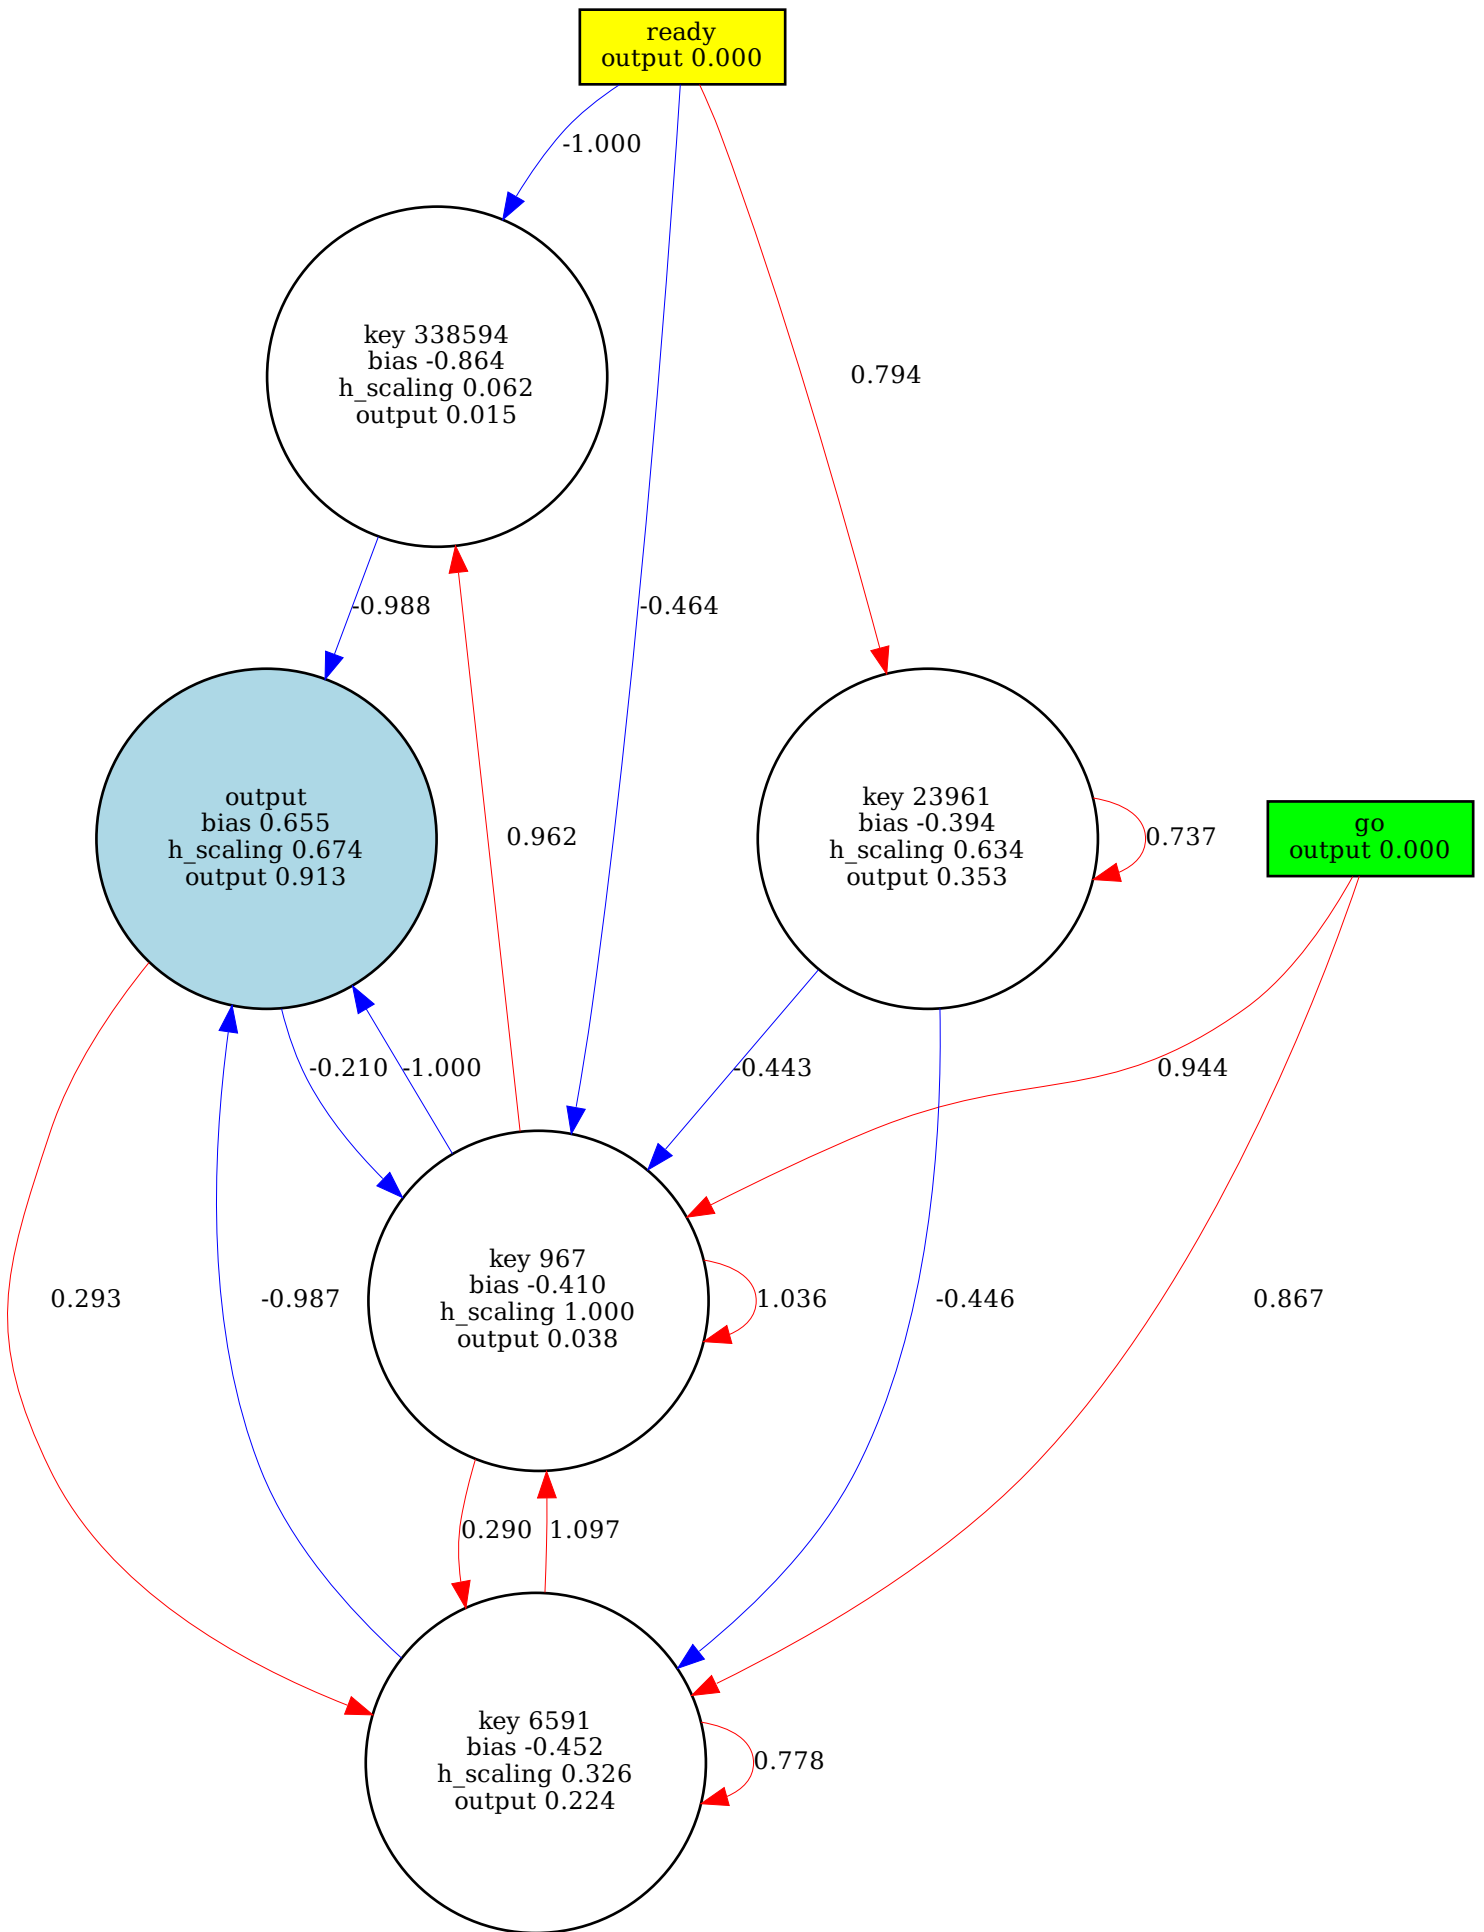 ready
output 0.000
-1.000
key 338594
bias -0.864
h_scaling 0.062
output 0.015
0.794
-0.988
-0.464
output
bias 0.655
h_scaling 0.674
output 0.913
0.962
key 23961
bias -0.394
h_scaling 0.634
output 0.353
0.737
go
output 0.000
-0.210
-1.000
-0.443
0.944
0.293
-0.987
key 967
bias -0.410
h_scaling 1.000
output 0.038
1.036
-0.446
0.867
0.290
1.097
key 6591
bias -0.452
h_scaling 0.326
output 0.224
0.778